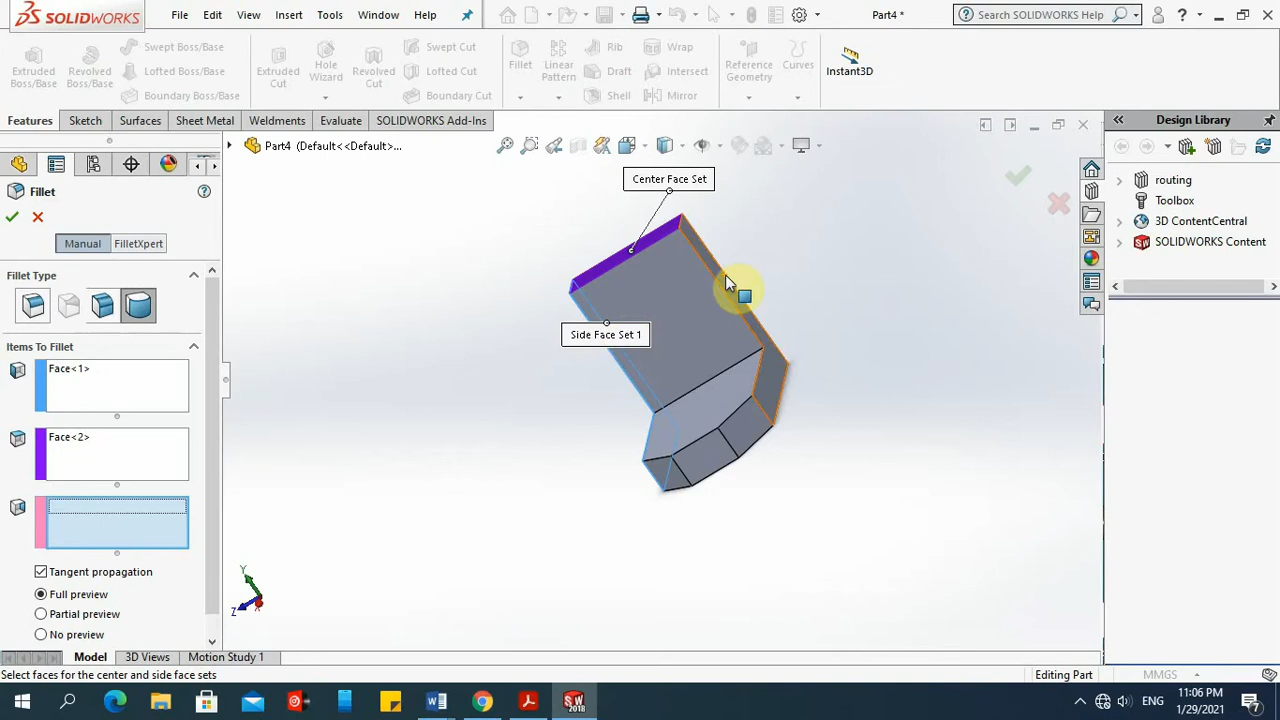 SOLIDWORKS
File Edit View Insert Tools Window Help
Part4 *
Search SOLIDWORKS Help
?
Extruded Boss/Base
Revolved Boss/Base
Swept Boss/Base
Lofted Boss/Base
Boundary Boss/Base
Extruded Cut
Hole Wizard
Revolved Cut
Swept Cut
Lofted Cut
Boundary Cut
Fillet
Linear Pattern
Rib
Draft
Shell
Wrap
Intersect
Mirror
Reference Geometry
Curves
Instant3D
Features Sketch Surfaces Sheet Metal Weldments Evaluate SOLIDWORKS Add-Ins
Part4 (Default<<Default>...
Design Library
Fillet
?
Manual FilletXpert
Fillet Type
Items To Fillet
Face<1>
Face<2>
Tangent propagation
Full preview
Partial preview
No preview
Center Face Set
Side Face Set 1
Y
Z
X
routing
Toolbox
3D ContentCentral
SOLIDWORKS Content
Model 3D Views Motion Study 1
Select faces for the center and side face sets
Editing Part
MMGS
SW
2018
ENG
11:06 PM
1/29/2021
7